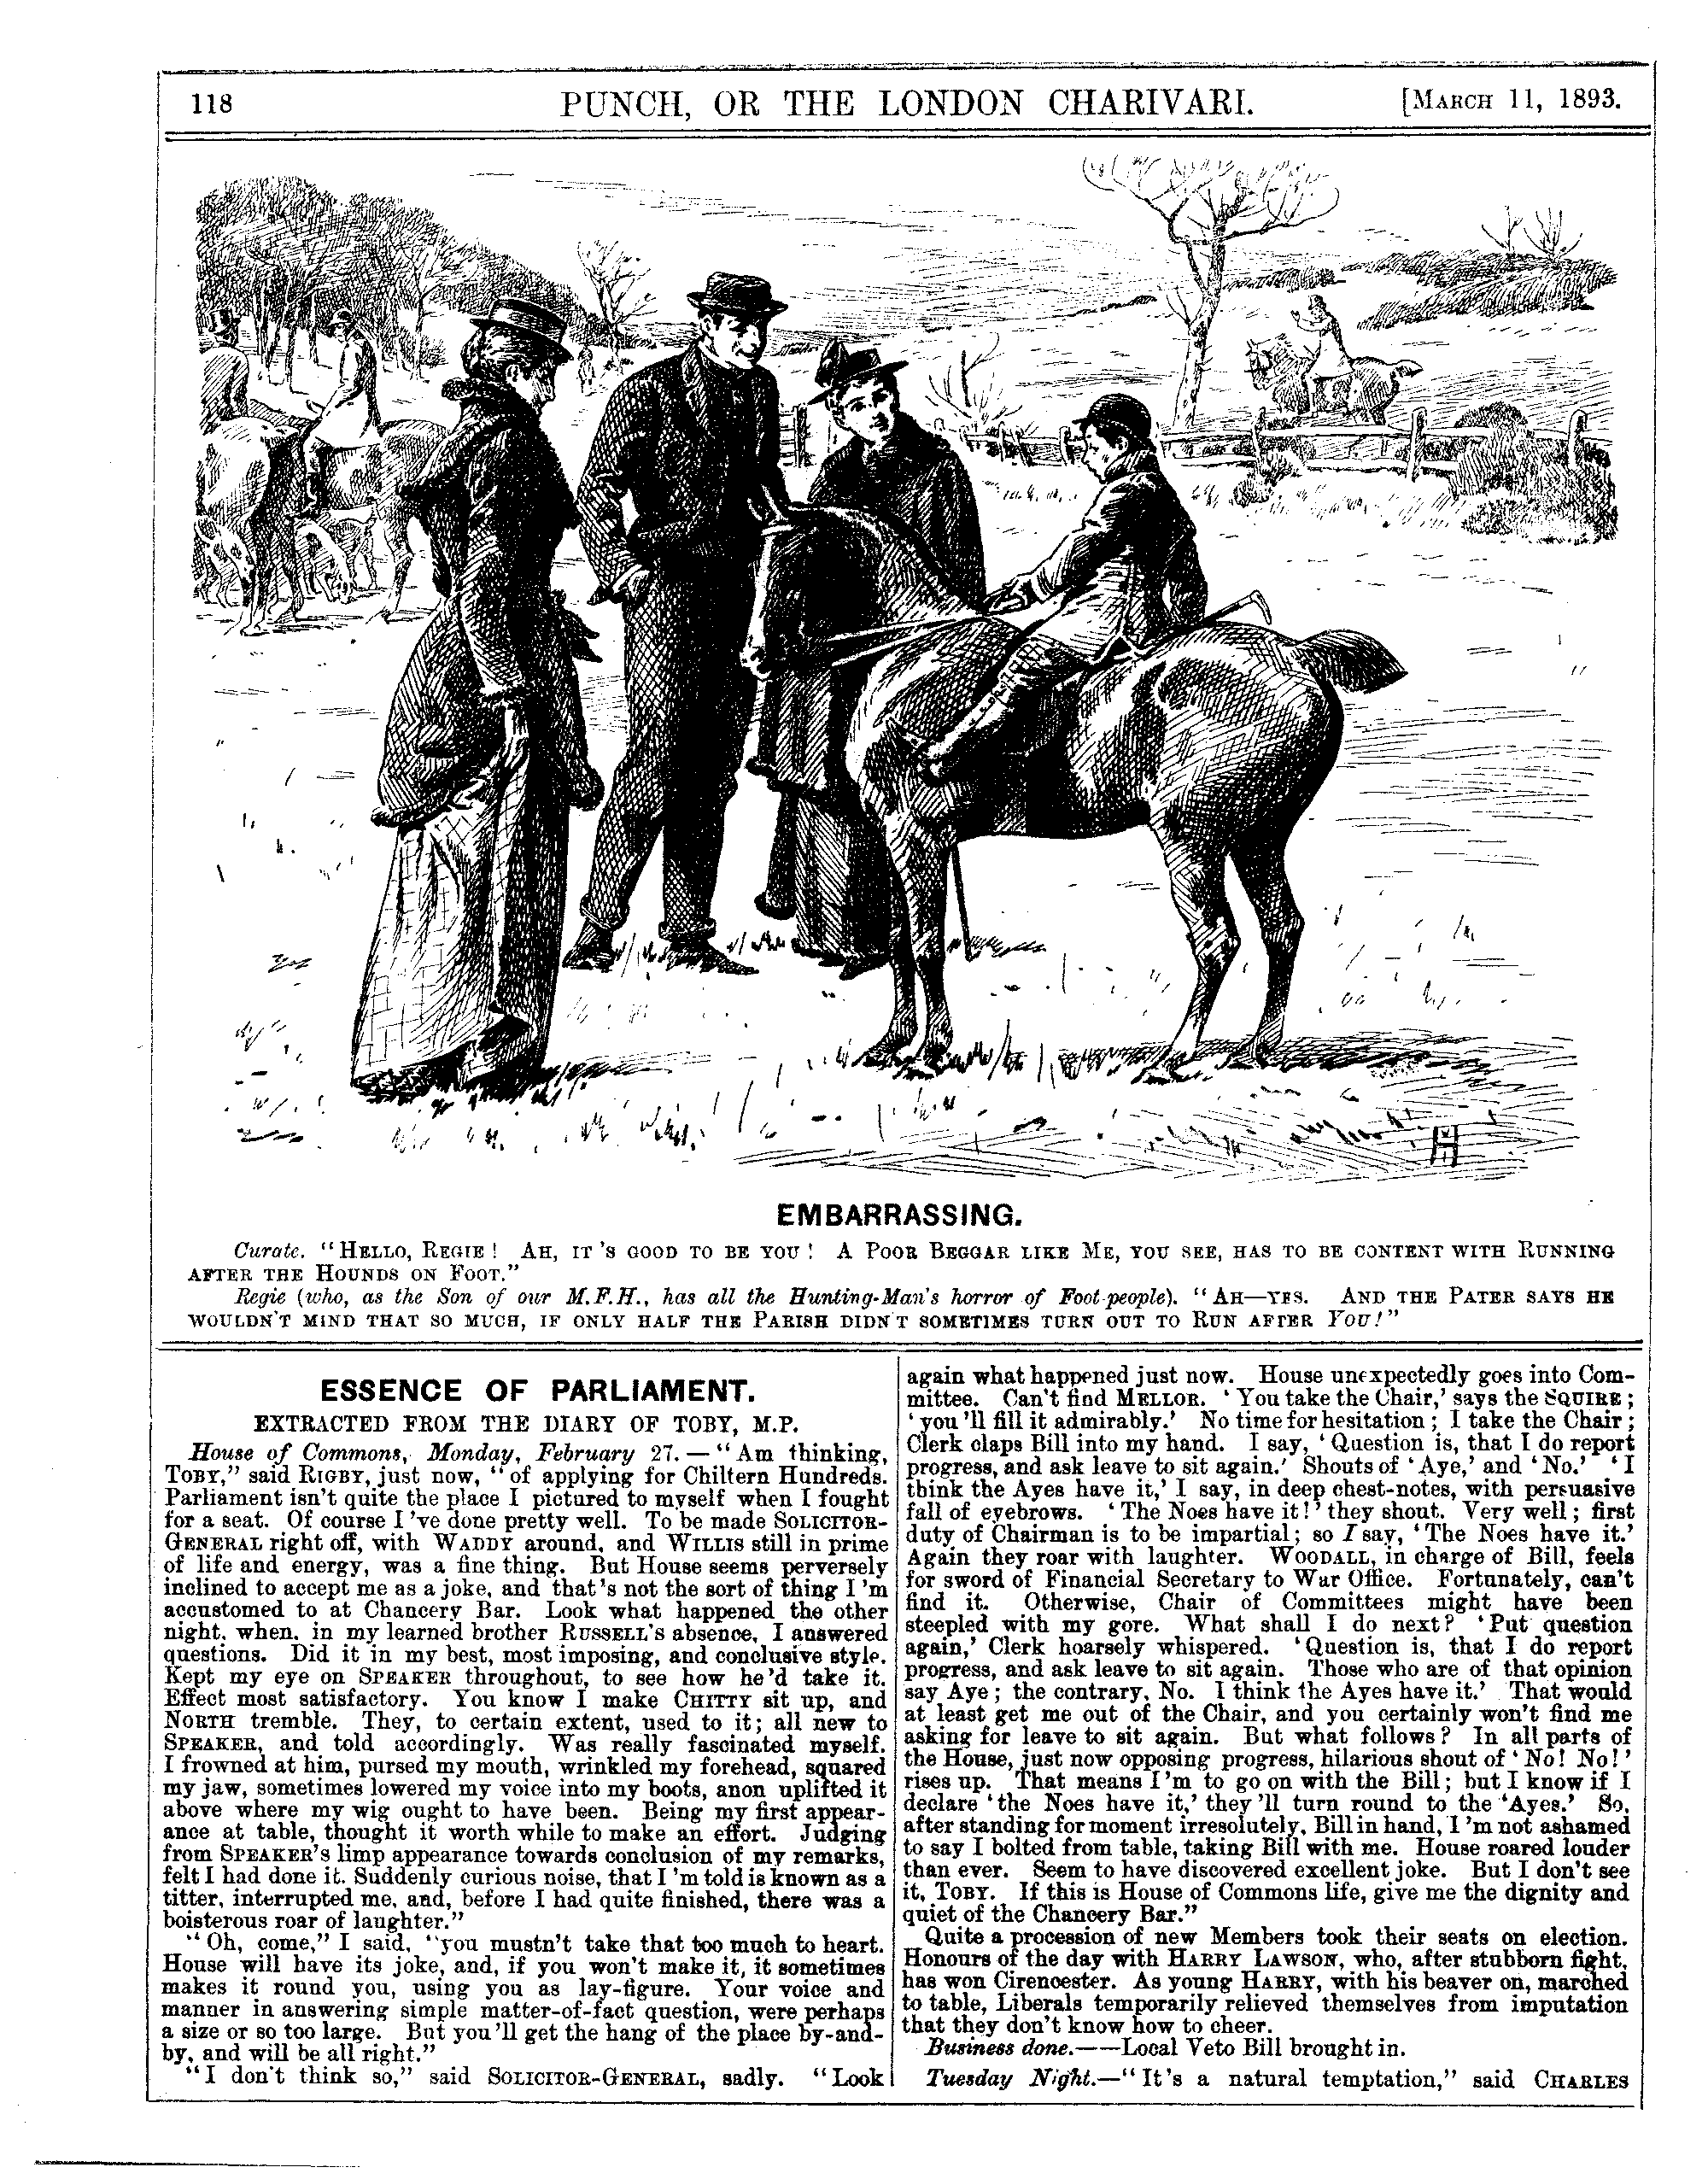 118
PUNCH, OR THE LONDON CHARIVARI.
[MARCH 11, 1893.
EMBARRASSING.
Curate. "HELLO, REGIE! AH, IT'S GOOD TO BE YOU! A POOR BEGGAR LIKE ME, YOU SEE, HAS TO BE CONTENT WITH RUNNING
AFTER THE HOUNDS ON FOOT."
Regie (who, as the Son of our M.F.H., has all the Hunting-Man's horror of Foot-people). "AH—YES. AND THE PATER SAYS HE
WOULDN'T MIND THAT SO MUCH, IF ONLY HALF THE PARISH DIDN'T SOMETIMES TURN OUT TO RUN AFTER YOU!"
ESSENCE OF PARLIAMENT.
EXTRACTED FROM THE DIARY OF TOBY, M.P.
House of Commons, Monday, February 27.—"Am thinking,
TOBY," said RIGBY, just now, "of applying for Chiltern Hundreds.
Parliament isn't quite the place I pictured to myself when I fought
for a seat. Of course I've done pretty well. To be made SOLICITOR-
GENERAL right off, with WADDY around, and WILLIS still in prime
of life and energy, was a fine thing. But House seems perversely
inclined to accept me as a joke, and that's not the sort of thing I'm
accustomed to at Chancery Bar. Look what happened the other
night, when, in my learned brother RUSSELL'S absence, I answered
questions. Did it in my best, most imposing, and conclusive style.
Kept my eye on SPEAKER throughout, to see how he'd take it.
Effect most satisfactory. You know I make CHITTY sit up, and
NORTH tremble. They, to certain extent, used to it; all new to
SPEAKER, and told accordingly. Was really fascinated myself.
I frowned at him, pursed my mouth, wrinkled my forehead, squared
my jaw, sometimes lowered my voice into my boots, anon uplifted it
above where my wig ought to have been. Being my first appear-
ance at table, thought it worth while to make an effort. Judging
from SPEAKER'S limp appearance towards conclusion of my remarks,
felt I had done it. Suddenly curious noise, that I'm told is known as a
titter, interrupted me, and, before I had quite finished, there was a
boisterous roar of laughter."
"Oh, come," I said, "you mustn't take that too much to heart.
House will have its joke, and, if you won't make it, it sometimes
makes it round you, using you as lay-figure. Your voice and
manner in answering simple matter-of-fact question, were perhaps
a size or so too large. But you'll get the hang of the place by-and-
by, and will be all right."
"I don't think so," said SOLICITOR-GENERAL, sadly. "Look
again what happened just now. House unexpectedly goes into Com-
mittee. Can't find MELLOR. 'You take the Chair,' says the SQUIRE;
'you'll fill it admirably.' No time for hesitation; I take the Chair;
Clerk claps Bill into my hand. I say, 'Question is, that I do report
progress, and ask leave to sit again.' Shouts of 'Aye,' and 'No.' 'I
think the Ayes have it,' I say, in deep chest-notes, with persuasive
fall of eyebrows. 'The Noes have it!' they shout. Very well; first
duty of Chairman is to be impartial; so I say, 'The Noes have it.'
Again they roar with laughter. WOODALL, in charge of Bill, feels
for sword of Financial Secretary to War Office. Fortunately, can't
find it. Otherwise, Chair of Committees might have been
steepled with my gore. What shall I do next? 'Put question
again,' Clerk hoarsely whispered. 'Question is, that I do report
progress, and ask leave to sit again. Those who are of that opinion
say Aye; the contrary, No. I think the Ayes have it.' That would
at least get me out of the Chair, and you certainly won't find me
asking for leave to sit again. But what follows? In all parts of
the House, just now opposing progress, hilarious shout of 'No! No!'
rises up. That means I'm to go on with the Bill; but I know if I
declare 'the Noes have it,' they'll turn round to the 'Ayes.' So,
after standing for moment irresolutely, Bill in hand, I'm not ashamed
to say I bolted from table, taking Bill with me. House roared louder
than ever. Seem to have discovered excellent joke. But I don't see
it, TOBY. If this is House of Commons life, give me the dignity and
quiet of the Chancery Bar."
Quite a procession of new Members took their seats on election.
Honours of the day with HARRY LAWSON, who, after stubborn fight,
has won Cirencester. As young HARRY, with his beaver on, marched
to table, Liberals temporarily relieved themselves from imputation
that they don't know how to cheer.
Business done.——Local Veto Bill brought in.
Tuesday Night.—"It's a natural temptation," said CHARLES